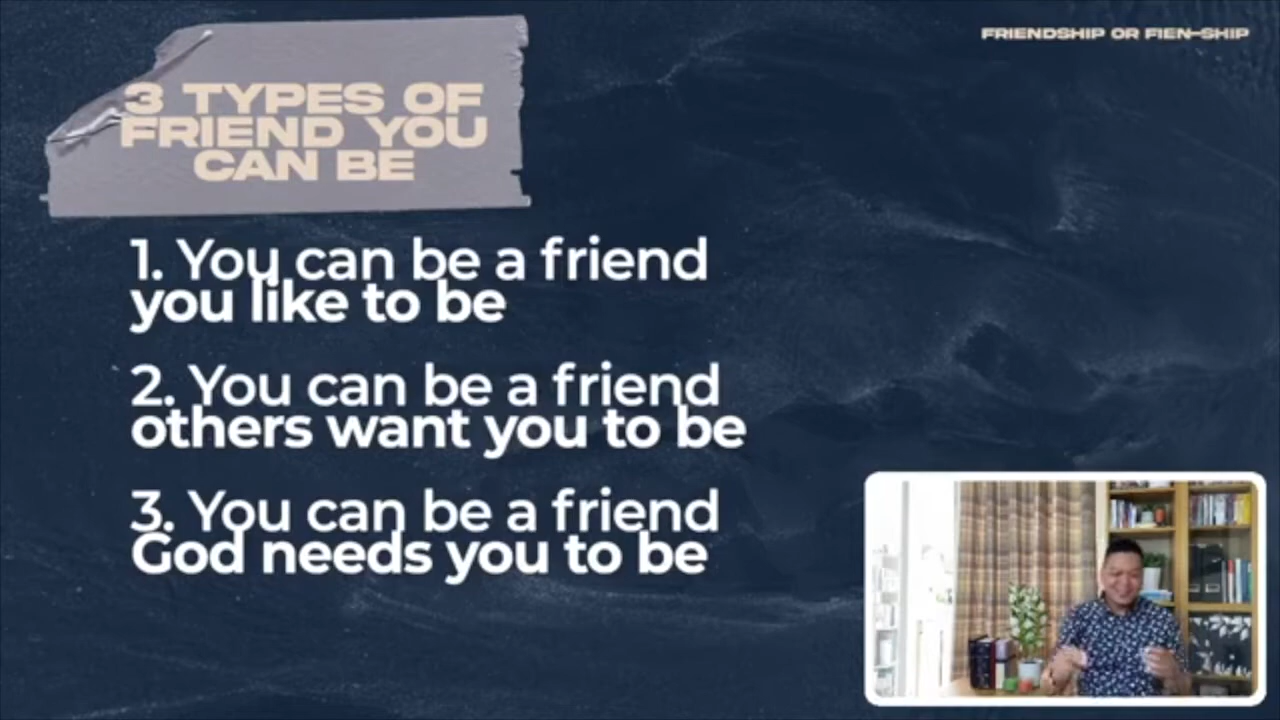 FRIENDSHIP OR FIEN-SHIP
3 TYPES OF
FRIEND YOU
CAN BE
1. You can be a friend
you like to be
2. You can be a friend
others want you to be
3. You can be a friend
God needs you to be